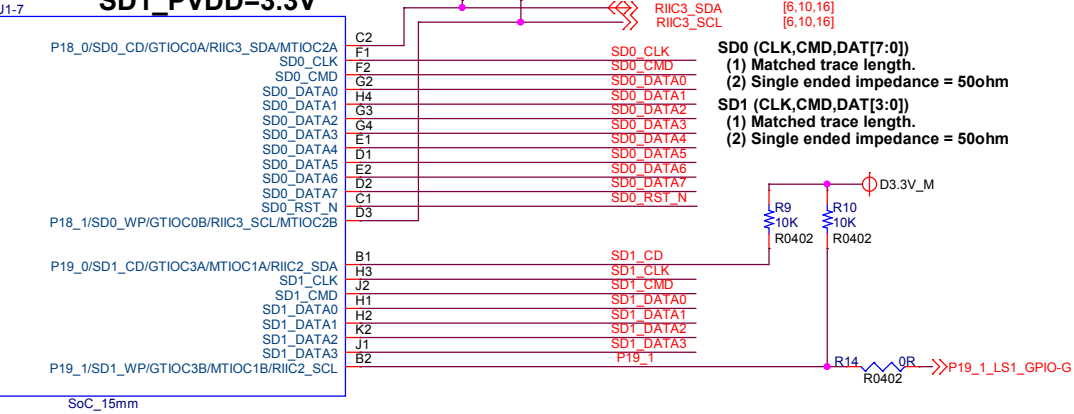 U1-7
SD1_PVDD=3.3V
RIIC3_SDA [6,10,16]
RIIC3_SCL [6,10,16]
P18_0/SD0_CD/GTIOC0A/RIIC3_SDA/MTIOC2A C2
SD0_CLK F1 SD0_CLK
SD0_CMD F2 SD0_CMD
SD0_DATA0 G2 SD0_DATA0
SD0_DATA1 H4 SD0_DATA1
SD0_DATA2 G3 SD0_DATA2
SD0_DATA3 G4 SD0_DATA3
SD0_DATA4 E1 SD0_DATA4
SD0_DATA5 D1 SD0_DATA5
SD0_DATA6 E2 SD0_DATA6
SD0_DATA7 D2 SD0_DATA7
SD0_RST_N C1 SD0_RST_N
P18_1/SD0_WP/GTIOC0B/RIIC3_SCL/MTIOC2B D3
SD0 (CLK,CMD,DAT[7:0])
(1) Matched trace length.
(2) Single ended impedance = 50ohm
SD1 (CLK,CMD,DAT[3:0])
(1) Matched trace length.
(2) Single ended impedance = 50ohm
D3.3V_M
R9 R10
10K 10K
R0402 R0402
P19_0/SD1_CD/GTIOC3A/MTIOC1A/RIIC2_SDA B1 SD1_CD
SD1_CLK H3 SD1_CLK
SD1_CMD J2 SD1_CMD
SD1_DATA0 H1 SD1_DATA0
SD1_DATA1 H2 SD1_DATA1
SD1_DATA2 K2 SD1_DATA2
SD1_DATA3 J1 SD1_DATA3
P19_1/SD1_WP/GTIOC3B/MTIOC1B/RIIC2_SCL B2 P19_1
R14 0R P19_1_LS1_GPIO-G
R0402
SoC_15mm